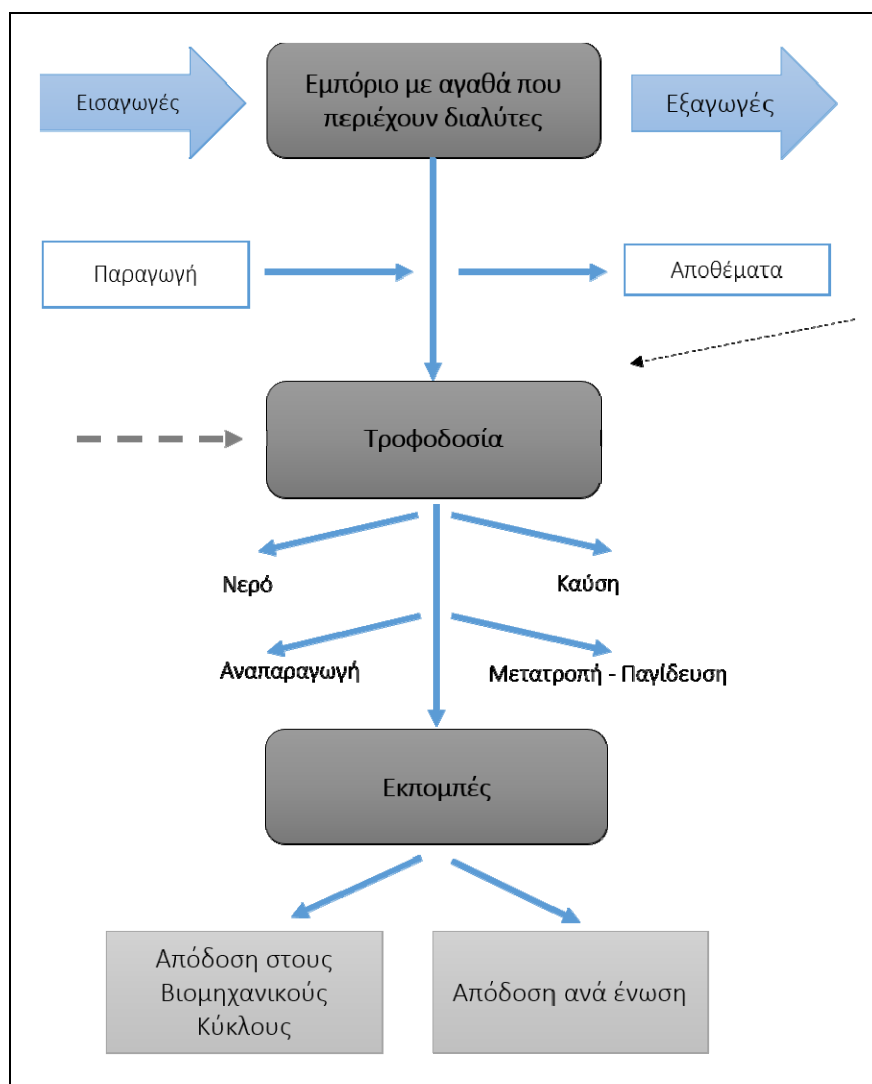 Εισαγωγές
Εμπόριο με αγαθά που
περιέχουν διαλύτες
Εξαγωγές
Παραγωγή
Αποθέματα
Τροφοδοσία
Νερό
Καύση
Αναπαραγωγή
Μετατροπή - Παγίδευση
Εκπομπές
Απόδοση στους
Βιομηχανικούς
Κύκλους
Απόδοση ανά ένωση